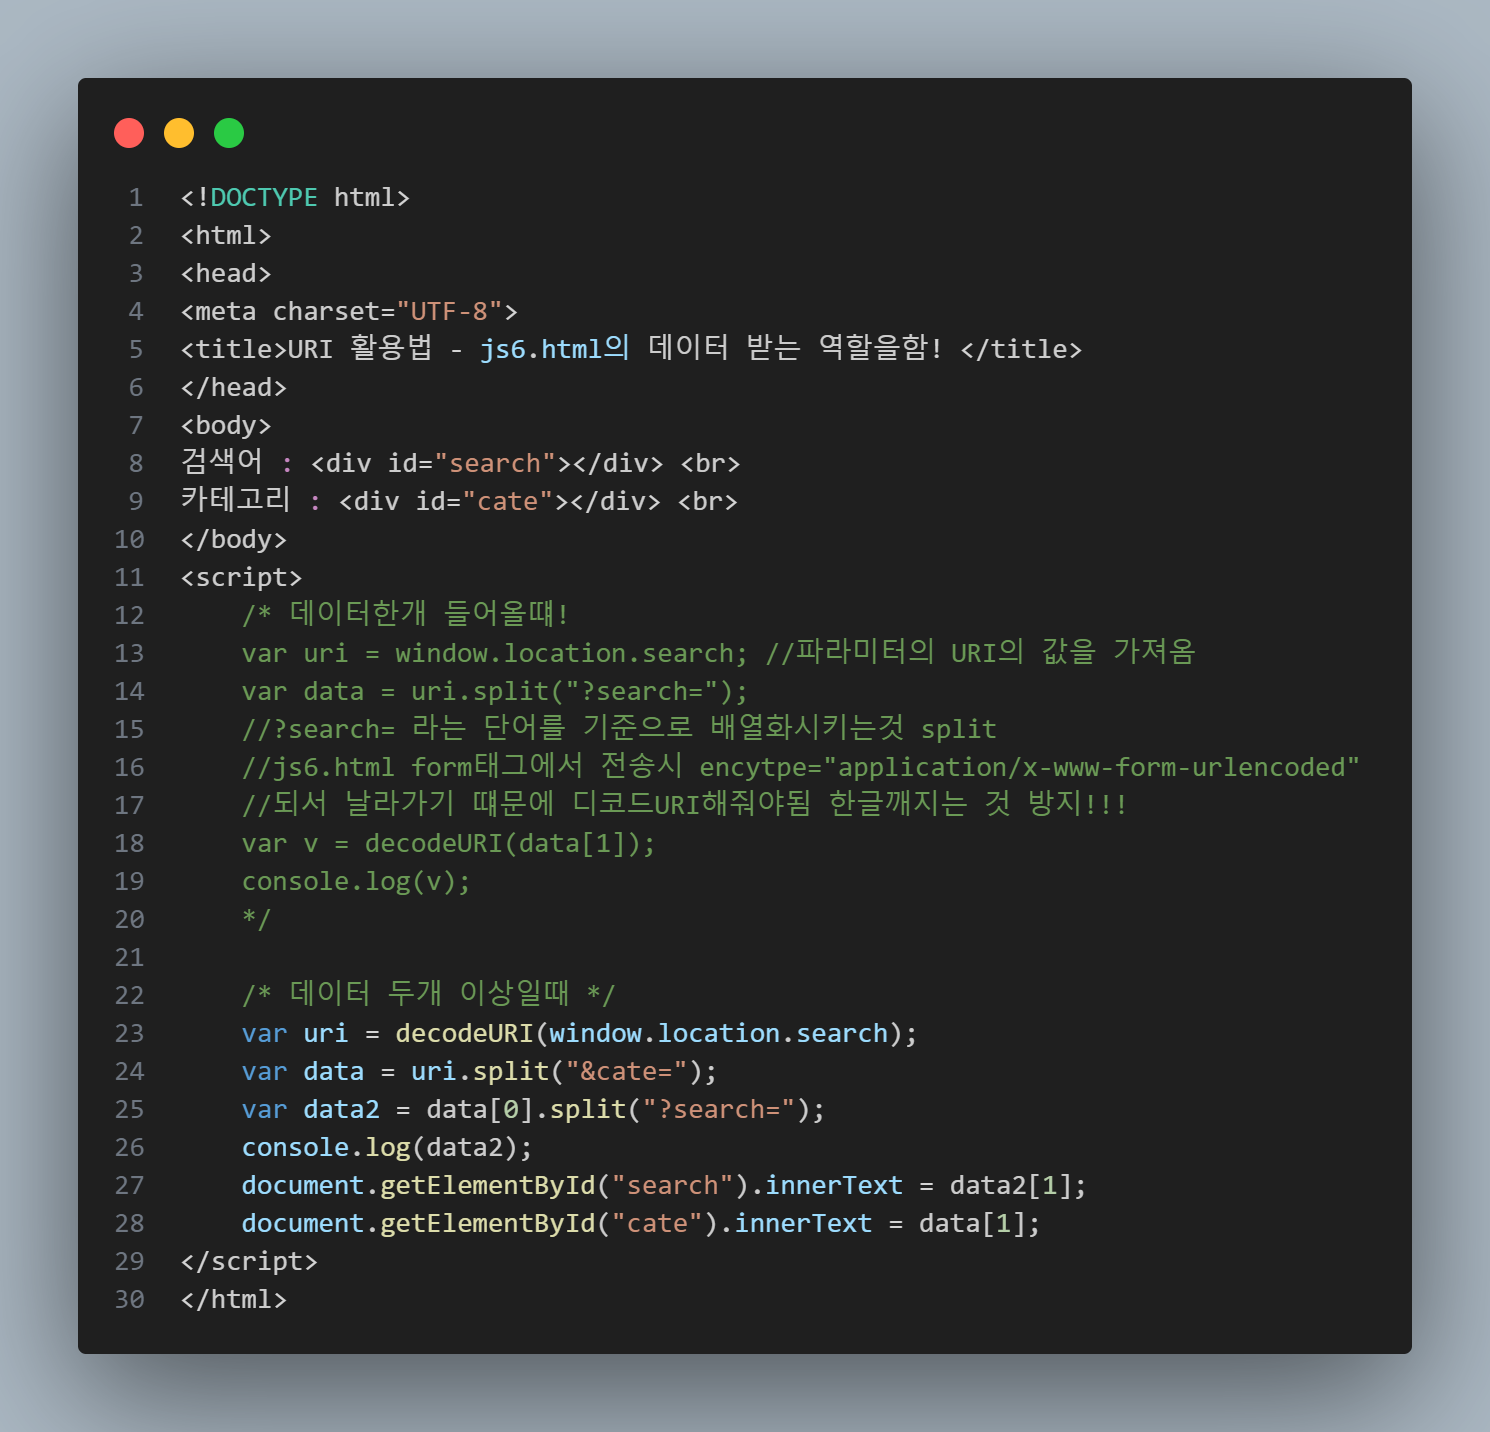 1 <!DOCTYPE html>
2 <html>
3 <head>
4 <meta charset="UTF-8">
5 <title>URI 활용법 - js6.html의 데이터 받는 역할을함! </title>
6 </head>
7 <body>
8 검색어 : <div id="search"></div> <br>
9 카테고리 : <div id="cate"></div> <br>
10 </body>
11 <script>
12     /* 데이터한개 들어올떄!
13     var uri = window.location.search; //파라미터의 URI의 값을 가져옴
14     var data = uri.split("?search=");
15     //?search= 라는 단어를 기준으로 배열화시키는것 split
16     //js6.html form태그에서 전송시 encytpe="application/x-www-form-urlencoded"
17     //되서 날라가기 떄문에 디코드URI해줘야됨 한글깨지는 것 방지!!!
18     var v = decodeURI(data[1]);
19     console.log(v);
20     */
21
22     /* 데이터 두개 이상일때 */
23     var uri = decodeURI(window.location.search);
24     var data = uri.split("&cate=");
25     var data2 = data[0].split("?search=");
26     console.log(data2);
27     document.getElementById("search").innerText = data2[1];
28     document.getElementById("cate").innerText = data[1];
29 </script>
30 </html>